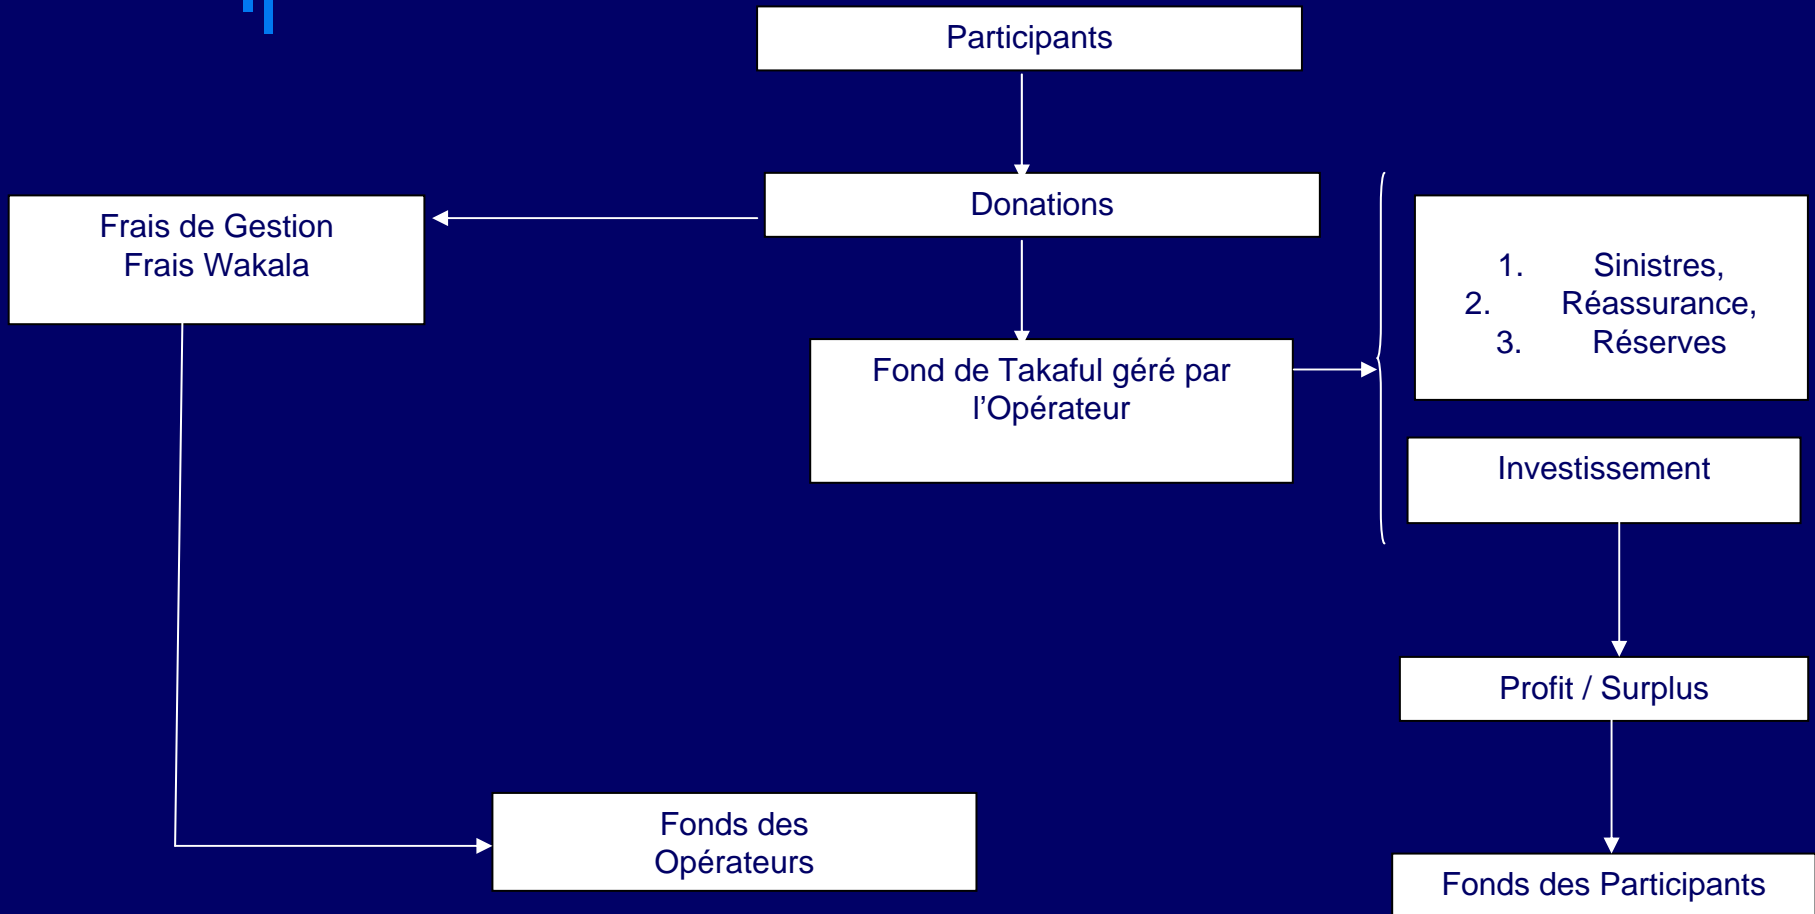 Participants
Donations
Frais de Gestion
Frais Wakala
1. Sinistres,
2. Réassurance,
3. Réserves
Fond de Takaful géré par
l’Opérateur
Investissement
Profit / Surplus
Fonds des
Opérateurs
Fonds des Participants